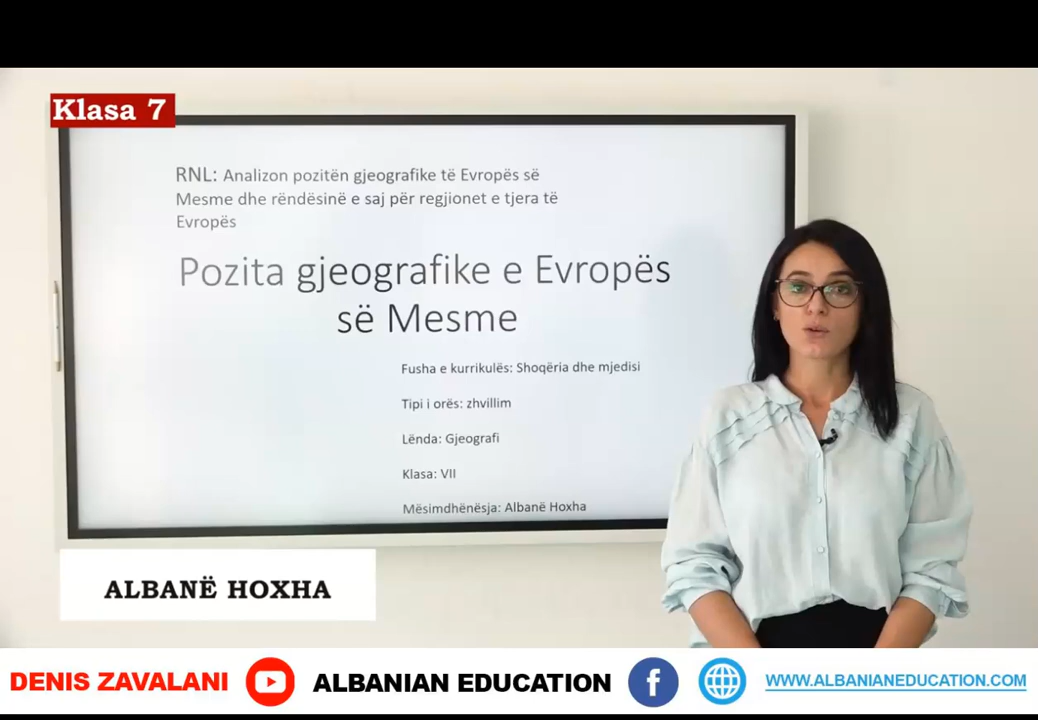 Klasa 7
RNL: Analizon pozitën gjeografike të Evropës së
Mesme dhe rëndësinë e saj për regjionet e tjera të
Evropës
Pozita gjeografike e Evropës
së Mesme
Fusha e kurrikulës: Shoqëria dhe mjedisi
Tipi i orës: zhvillim
Lënda: Gjeografi
Klasa: VII
Mësimdhënësja: Albanë Hoxha
ALBANË HOXHA
DENIS ZAVALANI
ALBANIAN EDUCATION
WWW.ALBANIANEDUCATION.COM